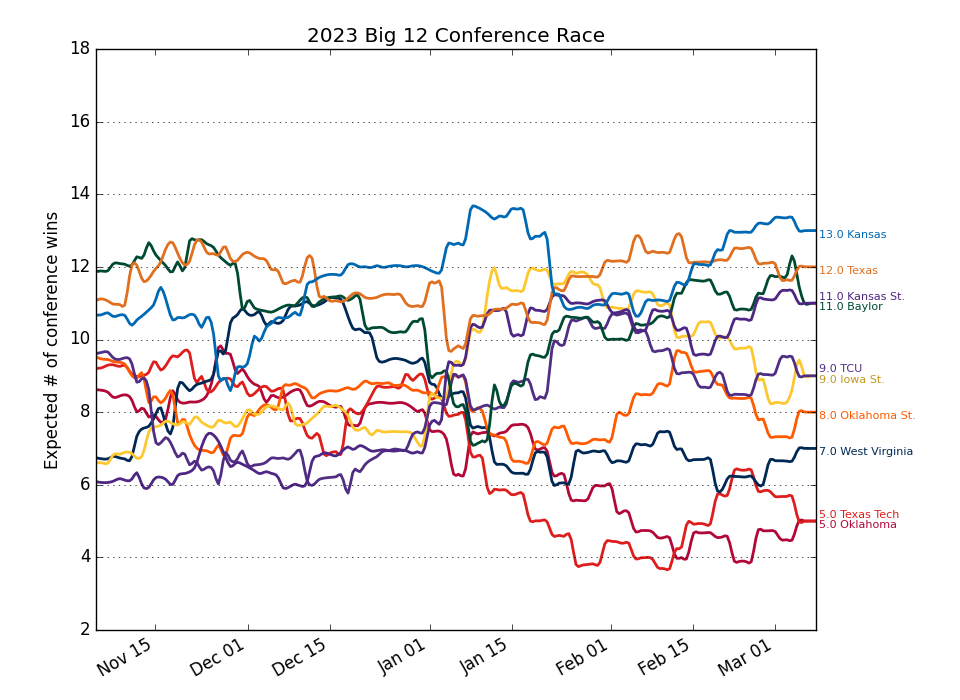 2023 Big 12 Conference Race
Expected # of conference wins
18
16
14
12
10
8
6
4
2
Nov 15
Dec 01
Dec 15
Jan 01
Jan 15
Feb 01
Feb 15
Mar 01
13.0 Kansas
12.0 Texas
11.0 Kansas St.
11.0 Baylor
9.0 TCU
9.0 Iowa St.
8.0 Oklahoma St.
7.0 West Virginia
5.0 Texas Tech
5.0 Oklahoma